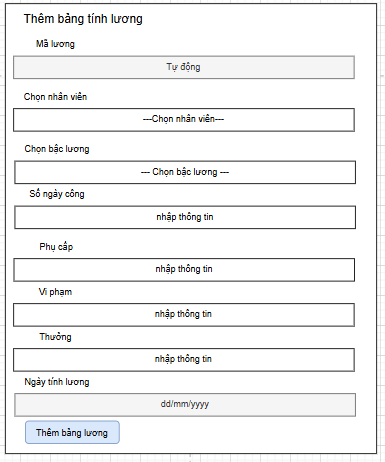 Thêm bảng tính lương
Mã lương
Tự động
Chọn nhân viên
---Chọn nhân viên---
Chọn bậc lương
--- Chọn bậc lương ---
Số ngày công
nhập thông tin
Phụ cấp
nhập thông tin
Vi phạm
nhập thông tin
Thưởng
nhập thông tin
Ngày tính lương
dd/mm/yyyy
Thêm bảng lương